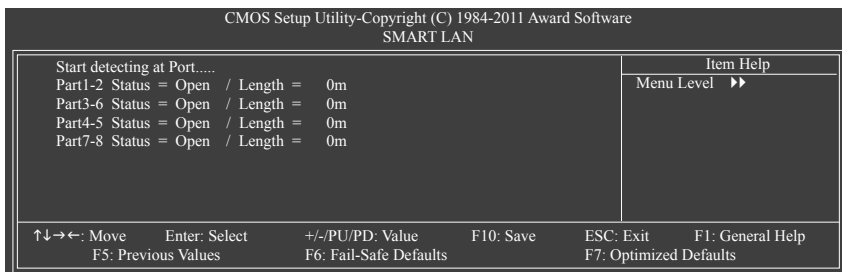 CMOS Setup Utility-Copyright (C) 1984-2011 Award Software
SMART LAN
Start detecting at Port.....
Part1-2 Status = Open / Length = 0m
Part3-6 Status = Open / Length = 0m
Part4-5 Status = Open / Length = 0m
Part7-8 Status = Open / Length = 0m
Item Help
Menu Level ▶▶
↑↓→←: Move Enter: Select +/-/PU/PD: Value F10: Save ESC: Exit F1: General Help
F5: Previous Values F6: Fail-Safe Defaults F7: Optimized Defaults